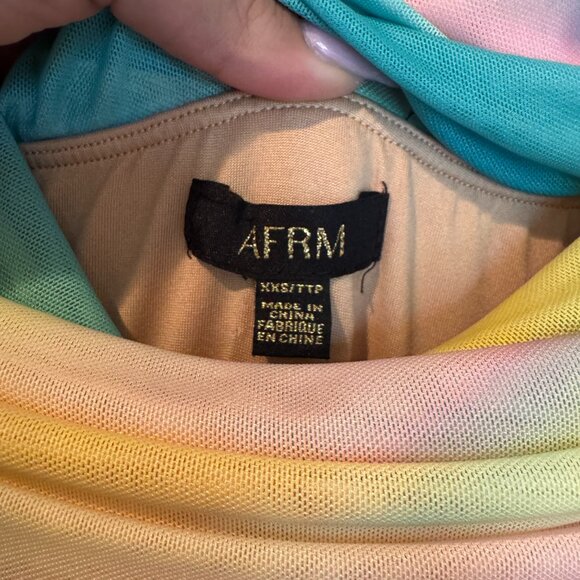 AFRM
XXS/TTP
MADE IN
CHINA
FABRIQUE
EN CHINE